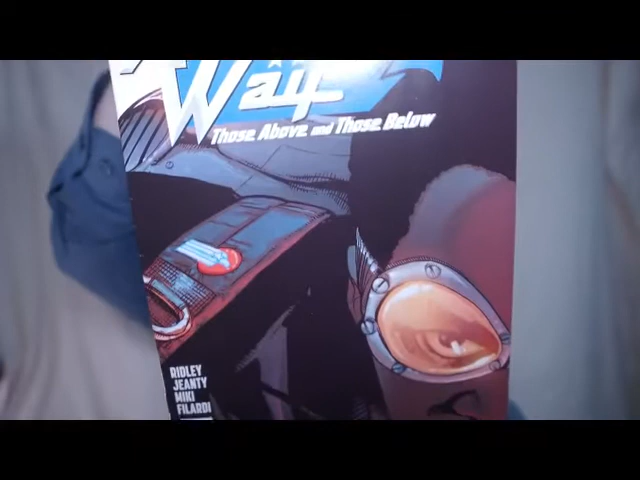 Way
Those Above and Those Below
RIDLEY
JEANTY
MIKI
FILARDI